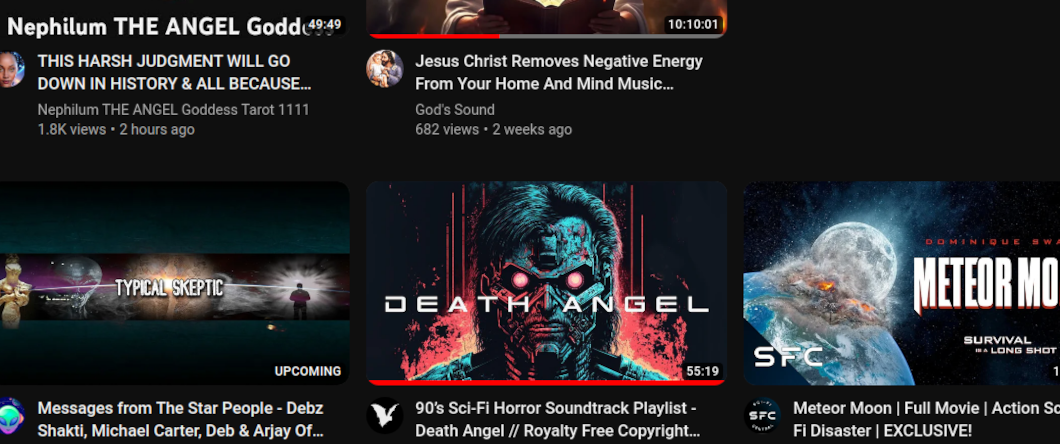 Nephilum THE ANGEL Goddess
49:49
THIS HARSH JUDGMENT WILL GO
DOWN IN HISTORY & ALL BECAUSE...
Nephilum THE ANGEL Goddess Tarot 1111
1.8K views • 2 hours ago
10:10:01
Jesus Christ Removes Negative Energy
From Your Home And Mind Music...
God's Sound
682 views • 2 weeks ago
TYPICAL SKEPTIC
UPCOMING
Messages from The Star People - Debz
Shakti, Michael Carter, Deb & Arjay Of...
DEATH ANGEL
55:19
90's Sci-Fi Horror Soundtrack Playlist -
Death Angel // Royalty Free Copyright...
DOMINIQUE SWA
METEOR MO
SURVIVAL
IS A LONG SHOT
SFC
1
SFC
Meteor Moon | Full Movie | Action Sc
Fi Disaster | EXCLUSIVE!